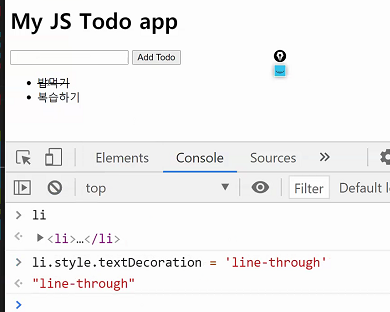 My JS Todo app
Add Todo
밥먹기
복습하기
Elements Console Sources
top Filter Default le
li
<li>…</li>
li.style.textDecoration = 'line-through'
"line-through"